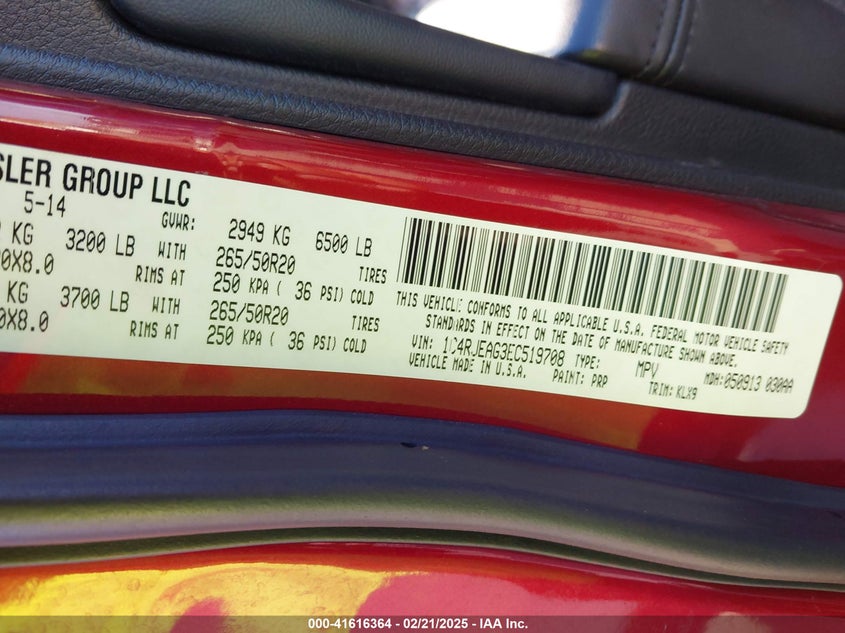 SLER GROUP LLC
5-14 GVWR: 2949 KG 6500 LB
KG 3200 LB WITH 265/50R20 TIRES
0X8.0 RIMS AT 250 KPA ( 36 PSI) COLD
KG 3700 LB WITH 265/50R20 TIRES
0X8.0 RIMS AT 250 KPA ( 36 PSI) COLD
THIS VEHICLE CONFORMS TO ALL APPLICABLE U.S.A. FEDERAL MOTOR VEHICLE SAFETY
STANDARDS IN EFFECT ON THE DATE OF MANUFACTURE SHOWN ABOVE.
VIN: 1C4RJEAG3EC519708 TYPE: MPV MDH: 050913 030AA
VEHICLE MADE IN U.S.A. PAINT: PRP TRIM: KLX9
000-41616364 - 02/21/2025 - IAA Inc.